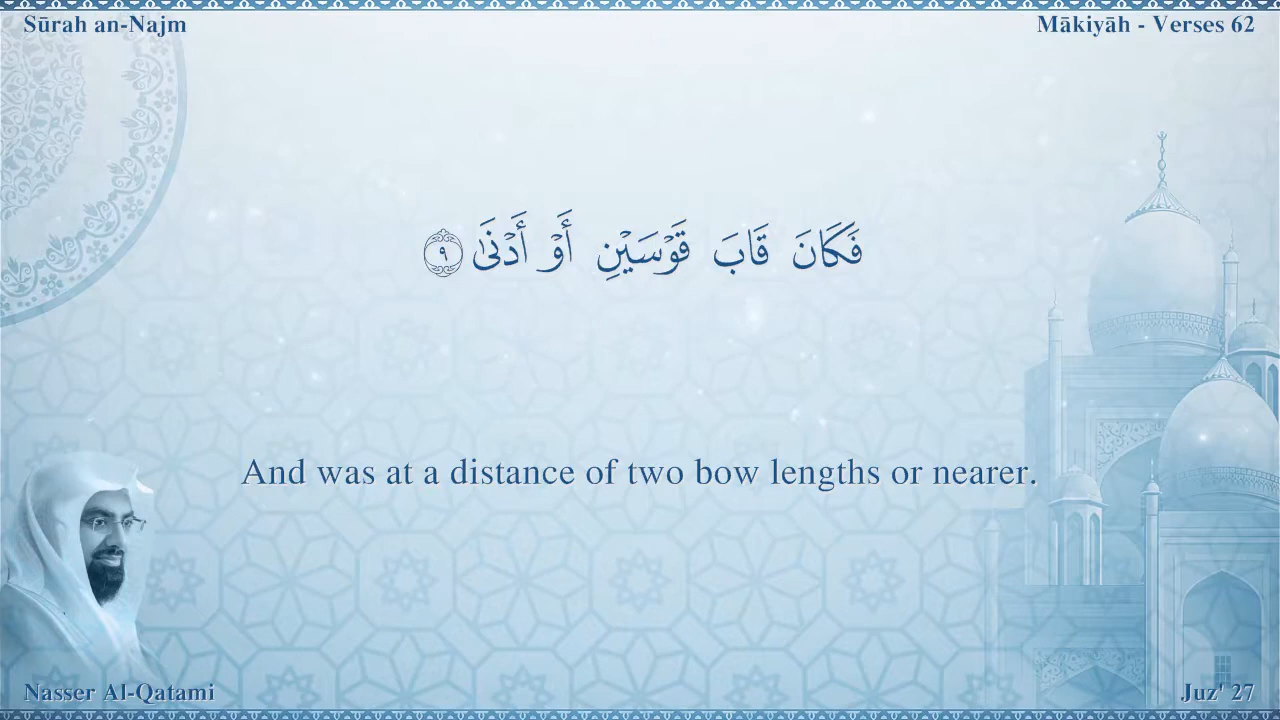 Sūrah an-Najm
Mākiyāh - Verses 62
فَكَانَ قَابَ قَوْسَيْنِ أَوْ أَدْنَىٰ ٩
And was at a distance of two bow lengths or nearer.
Nasser Al-Qatami
Juz' 27